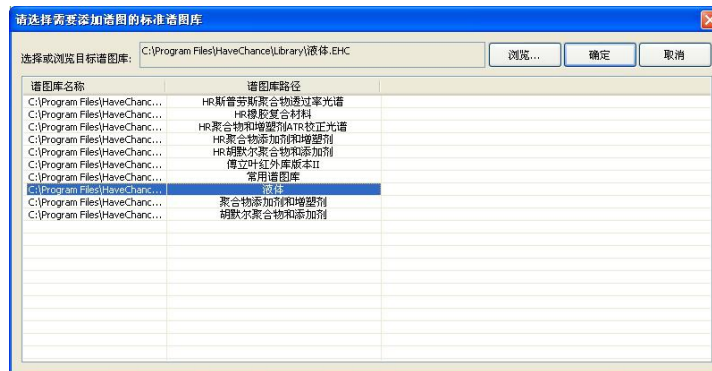 请选择需要添加谱图的标准谱图库
选择或浏览目标谱图库: C:\Program Files\HaveChance\Library\液体.EHC 浏览... 确定 取消
谱图库名称 谱图库路径
C:\Program Files\HaveChanc... HR斯普劳斯聚合物透过率光谱
C:\Program Files\HaveChanc... HR橡胶复合材料
C:\Program Files\HaveChanc... HR聚合物和增塑剂ATR校正光谱
C:\Program Files\HaveChanc... HR聚合物添加剂和增塑剂
C:\Program Files\HaveChanc... HR胡默尔聚合物和添加剂
C:\Program Files\HaveChanc... 傅立叶红外库版本II
C:\Program Files\HaveChanc... 常用谱图库
C:\Program Files\HaveChanc... 液体
C:\Program Files\HaveChanc... 聚合物添加剂和增塑剂
C:\Program Files\HaveChanc... 胡默尔聚合物和添加剂